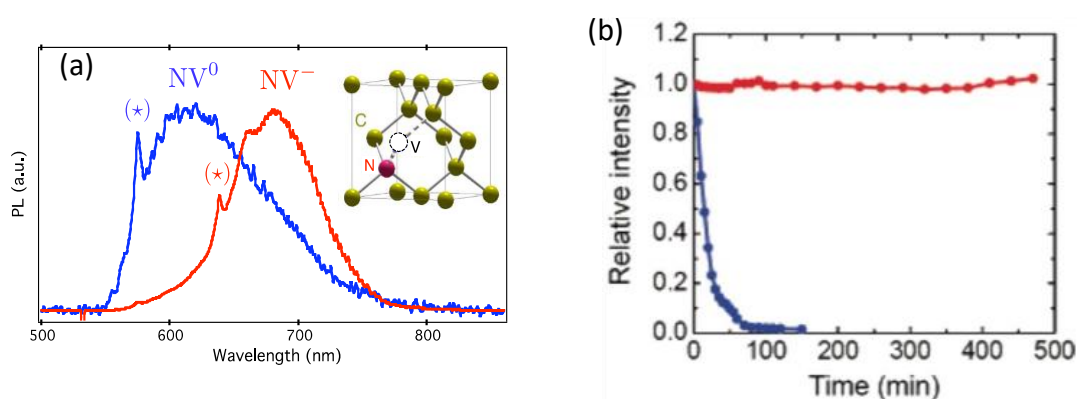 (a)
NV⁰
NV⁻
(⋆)
(⋆)
C
V
N
PL (a.u.)
500
600
700
800
Wavelength (nm)
(b)
1.2
1.0
0.8
0.6
0.4
0.2
0.0
Relative intensity
0
100
200
300
400
500
Time (min)